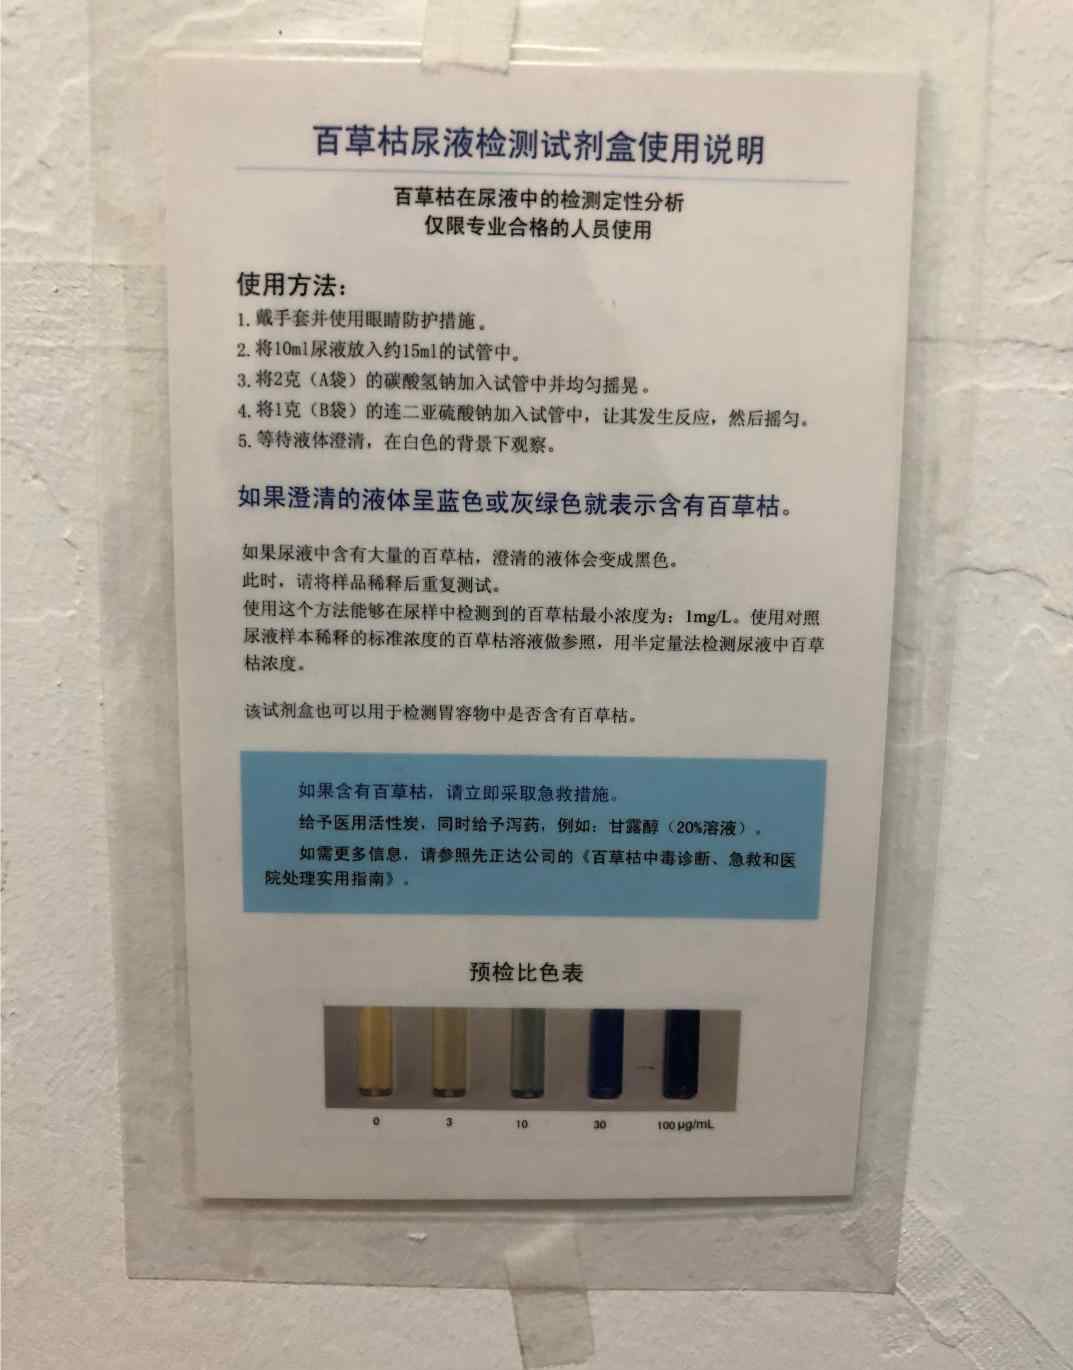 百草枯尿液检测试剂盒使用说明
百草枯在尿液中的检测定性分析
仅限专业合格的人员使用
使用方法：
1. 戴手套并使用眼睛防护措施。
2. 将10ml尿液放入约15ml的试管中。
3. 将2克（A袋）的碳酸氢钠加入试管中并均匀摇晃。
4. 将1克（B袋）的连二亚硫酸钠加入试管中，让其发生反应，然后摇匀。
5. 等待液体澄清，在白色的背景下观察。
如果澄清的液体呈蓝色或灰绿色就表示含有百草枯。
如果尿液中含有大量的百草枯，澄清的液体会变成黑色。
此时，请将样品稀释后重复测试。
使用这个方法能够在尿样中检测到的百草枯最小浓度为：1mg/L。使用对照
尿液样本稀释的标准浓度的百草枯溶液做参照，用半定量法检测尿液中百草
枯浓度。
该试剂盒也可以用于检测胃容物中是否含有百草枯。
如果含有百草枯，请立即采取急救措施。
给予医用活性炭，同时给予泻药，例如：甘露醇（20%溶液）。
如需更多信息，请参照先正达公司的《百草枯中毒诊断、急救和医
院处理实用指南》。
预检比色表
0 3 10 30 100 µg/mL